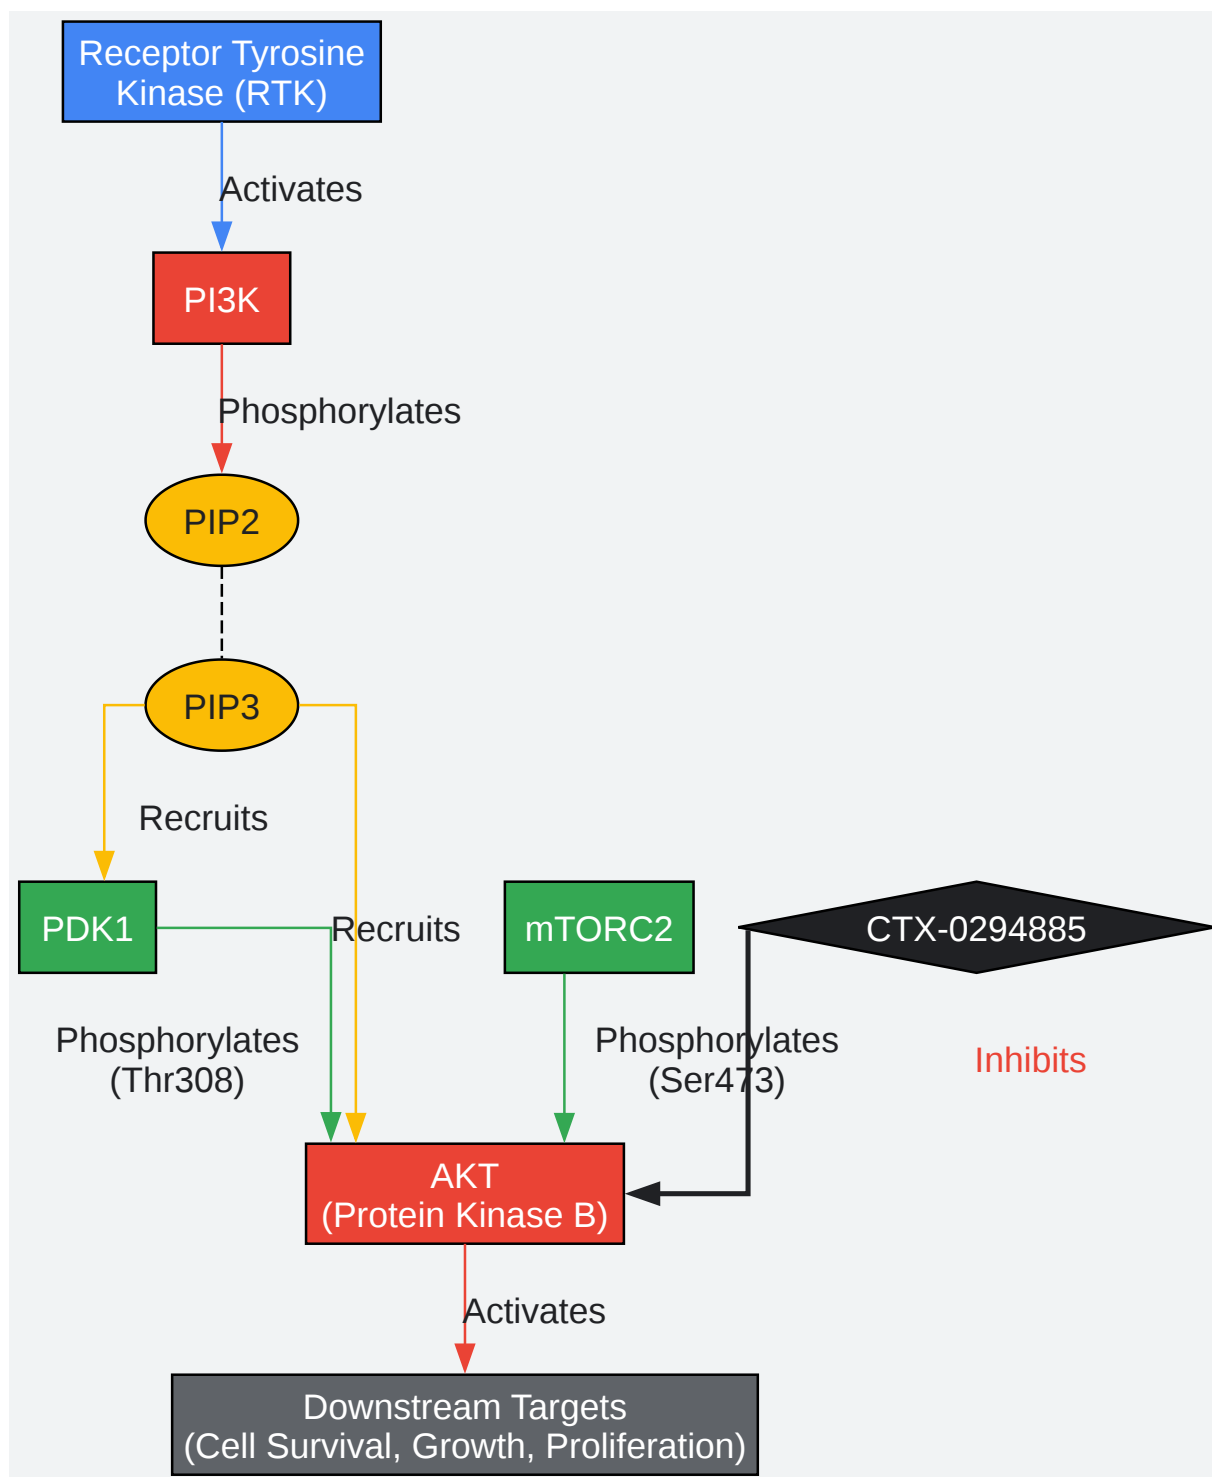 Receptor Tyrosine
Kinase (RTK)
Activates
PI3K
Phosphorylates
PIP2
PIP3
Recruits
PDK1
Recruits
mTORC2
CTX-0294885
Phosphorylates
(Thr308)
Phosphorylates
(Ser473)
Inhibits
AKT
(Protein Kinase B)
Activates
Downstream Targets
(Cell Survival, Growth, Proliferation)